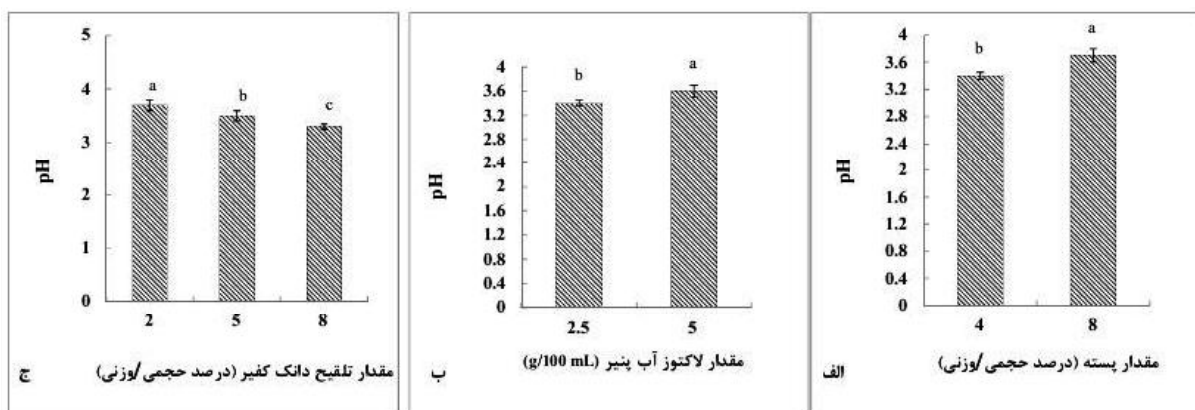 pH
5
4
3
2
1
0
a
b
c
2
5
8
مقدار تلقیح دانک کفیر (درصد حجمی/وزنی)
ج
pH
4
3.6
3.2
2.8
2.4
2
1.6
1.2
0.8
0.4
0
b
a
2.5
5
مقدار لاکتوز آب پنیر (g/100 mL)
ب
pH
4
3.6
3.2
2.8
2.4
2
1.6
1.2
0.8
0.4
0
b
a
4
8
مقدار پسته (درصد حجمی/وزنی)
الف